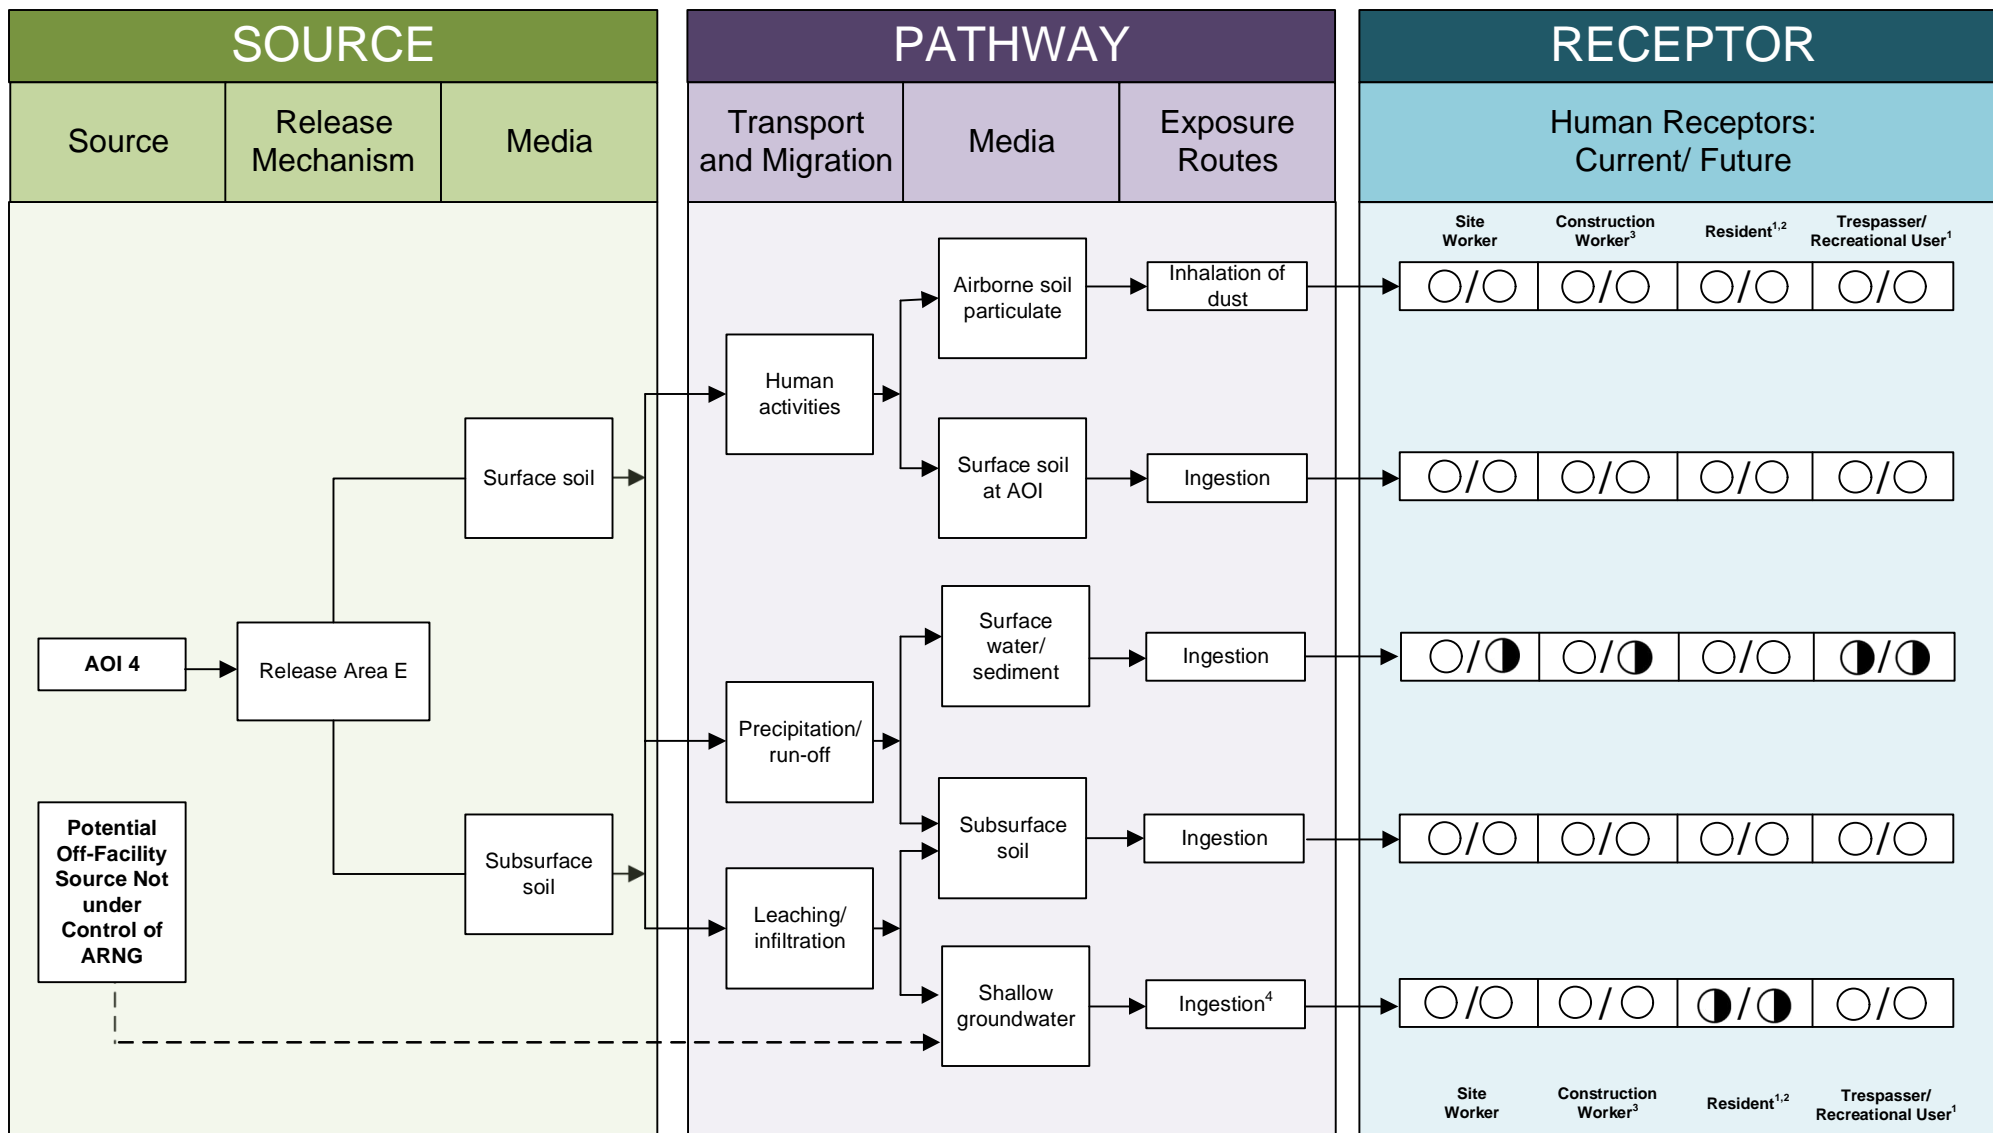 SOURCE
PATHWAY
RECEPTOR
Source
Release
Mechanism
Media
Transport
and Migration
Media
Exposure
Routes
Human Receptors:
Current/ Future
Site
Worker
Construction
Worker3
Resident1,2
Trespasser/
Recreational User1
Airborne soil
particulate
Inhalation of
dust
/ / / /
Human
activities
Surface soil
Surface soil
at AOI
Ingestion
/ / / /
AOI 4
Release Area E
Surface
water/
sediment
Ingestion
/ / / /
Precipitation/
run-off
Potential
Off-Facility
Source Not
under
Control of
ARNG
Subsurface
soil
Subsurface
soil
Ingestion
/ / / /
Leaching/
infiltration
Shallow
groundwater
Ingestion4
/ / / /
Site
Worker
Construction
Worker3
Resident1,2
Trespasser/
Recreational User1